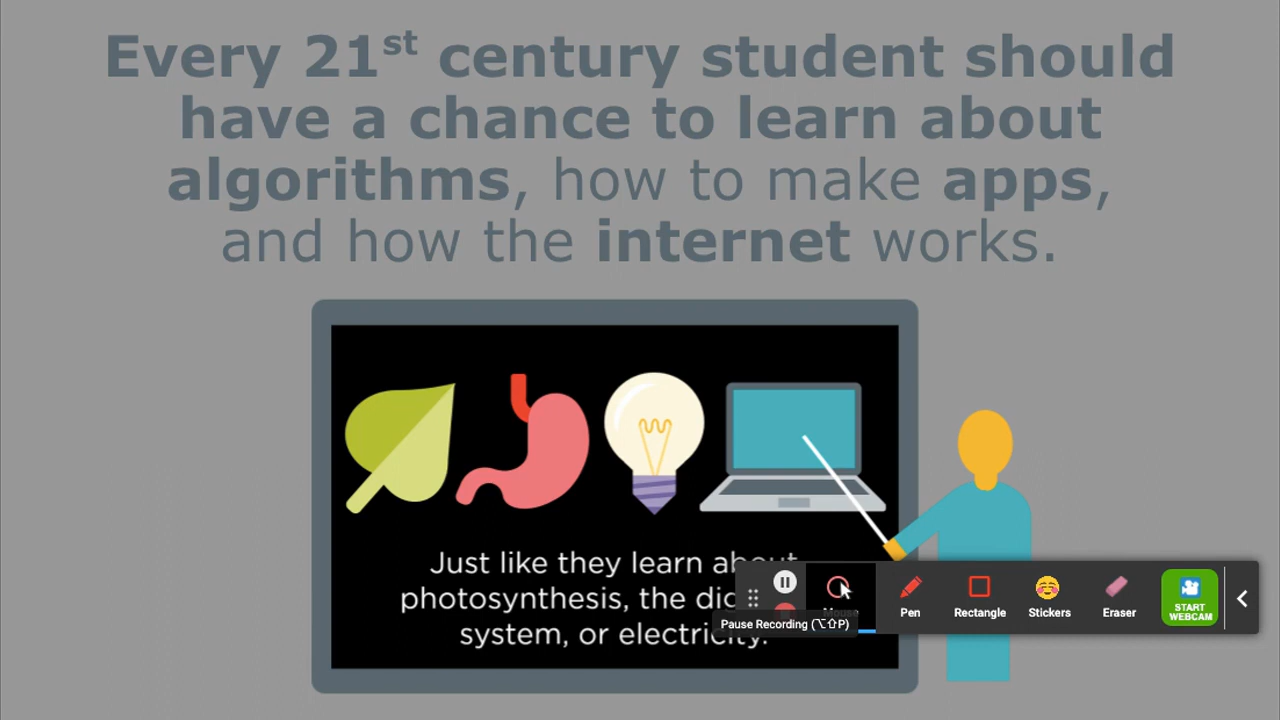 Every 21st century student should
have a chance to learn about
algorithms, how to make apps,
and how the internet works.
Just like they learn about
photosynthesis, the
system, or electricity.
Pen
Rectangle
Stickers
Eraser
START
WEBCAM
Pause Recording (⌥⇧P)